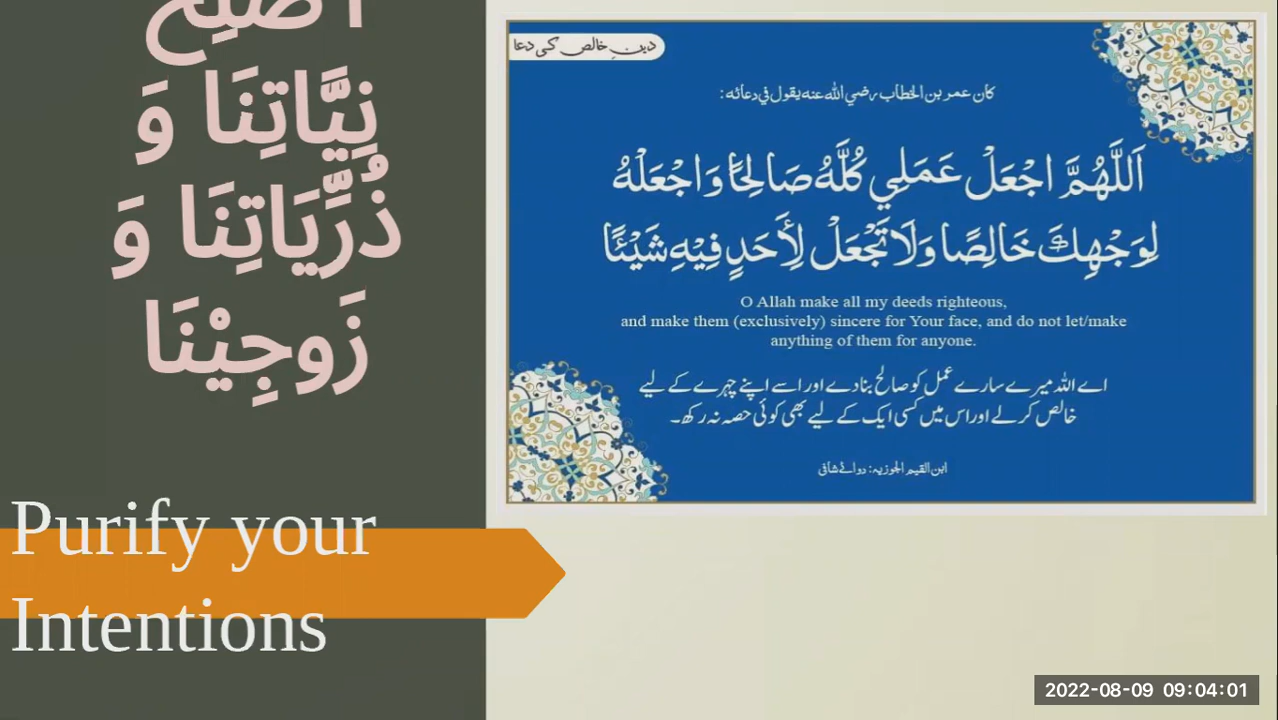 أَصْلِح
نِيَّاتِنَا وَ
ذُرِّيَاتِنَا وَ
زَوجِيْنَا
Purify your
Intentions
دینِ خالص کی دعا
كان عمر بن الخطاب رضي الله عنه يقول في دعائه:
اَللَّهُمَّ اجْعَلْ عَمَلِي كُلَّهُ صَالِحًا وَاجْعَلْهُ
لِوَجْهِكَ خَالِصًا وَلَا تَجْعَلْ لِأَحَدٍ فِيْهِ شَيْئًا
O Allah make all my deeds righteous,
and make them (exclusively) sincere for Your face, and do not let/make
anything of them for anyone.
اے اللہ میرے سارے عمل کو صالح بنا دے اور اسے اپنے چہرے کے لیے
خالص کر لے اور اس میں کسی ایک کے لیے بھی کوئی حصہ نہ رکھ۔
ابن القیم الجوزیہ: دوائے شافی
2022-08-09 09:04:01